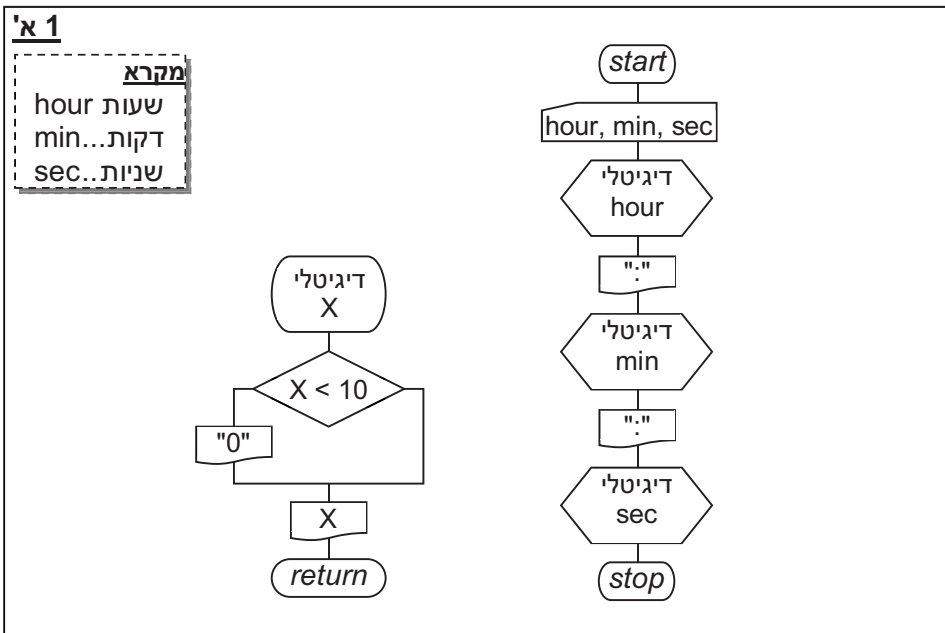 1 א'
מקרא
שעות hour
דקות...min
שניות..sec
start
hour, min, sec
דיגיטלי
hour
":"
דיגיטלי
min
":"
דיגיטלי
sec
stop
דיגיטלי
X
X < 10
"0"
X
return